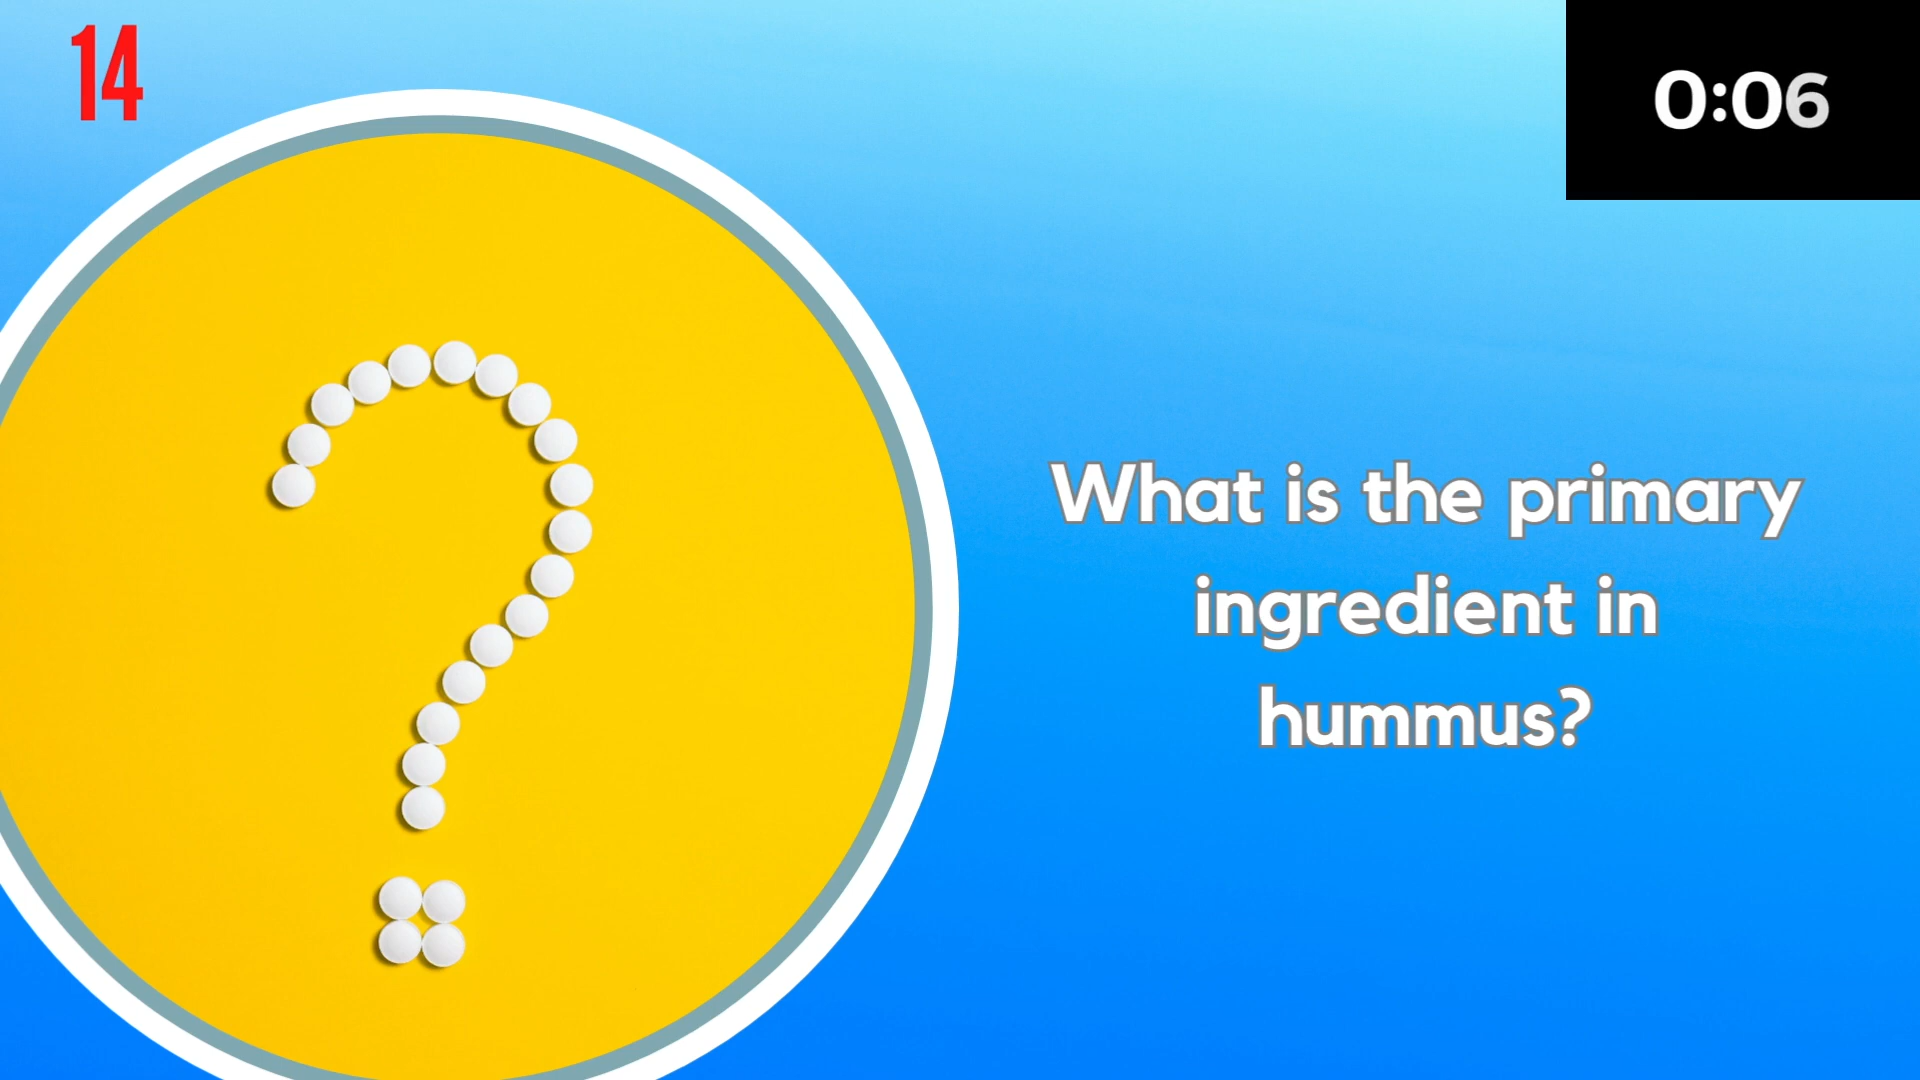 14
0:06
What is the primary
ingredient in
hummus?